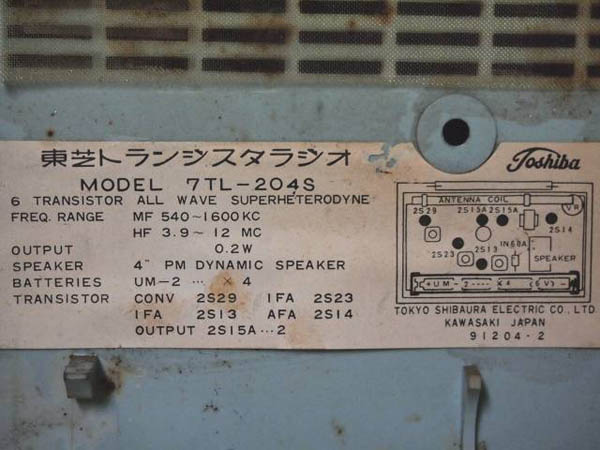 東芝トランジスタラジオ
MODEL 7TL-204S
6 TRANSISTOR ALL WAVE SUPERHETERODYNE
FREQ. RANGE MF 540~1600KC
HF 3.9~ 12 MC
OUTPUT 0.2W
SPEAKER 4" PM DYNAMIC SPEAKER
BATTERIES UM-2 ... × 4
TRANSISTOR CONV 2S29 IFA 2S23
IFA 2S13 AFA 2S14
OUTPUT 2S15A...2
Toshiba
ANTENNA COIL
VR
2S29 2S15A 2S15A
2S14
2S13 IN60A
2S23 SPEAKER
+UM-2----×4 6V-
TOKYO SHIBAURA ELECTRIC CO., LTD.
KAWASAKI JAPAN
91204-2